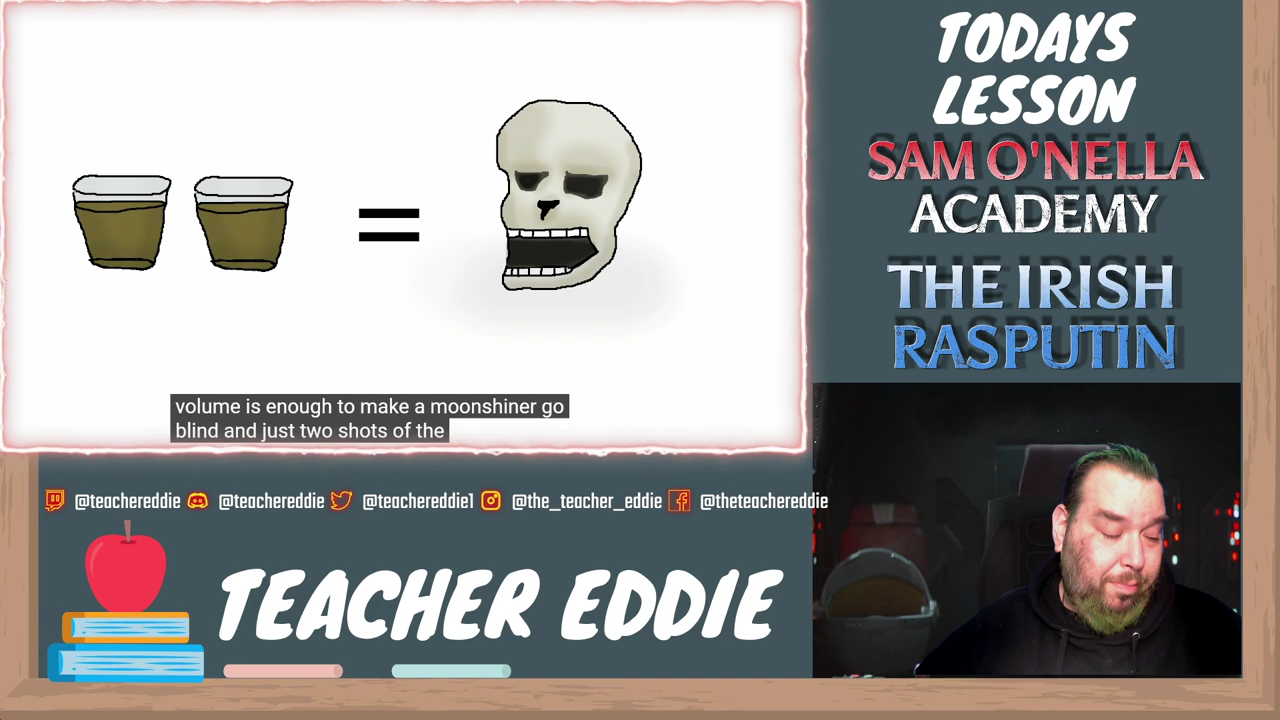 volume is enough to make a moonshiner go
blind and just two shots of the
TODAYS
LESSON
SAM O'NELLA
ACADEMY
THE IRISH
RASPUTIN
@teachereddie @teachereddie @teachereddie1 @the_teacher_eddie @theteachereddie
TEACHER EDDIE